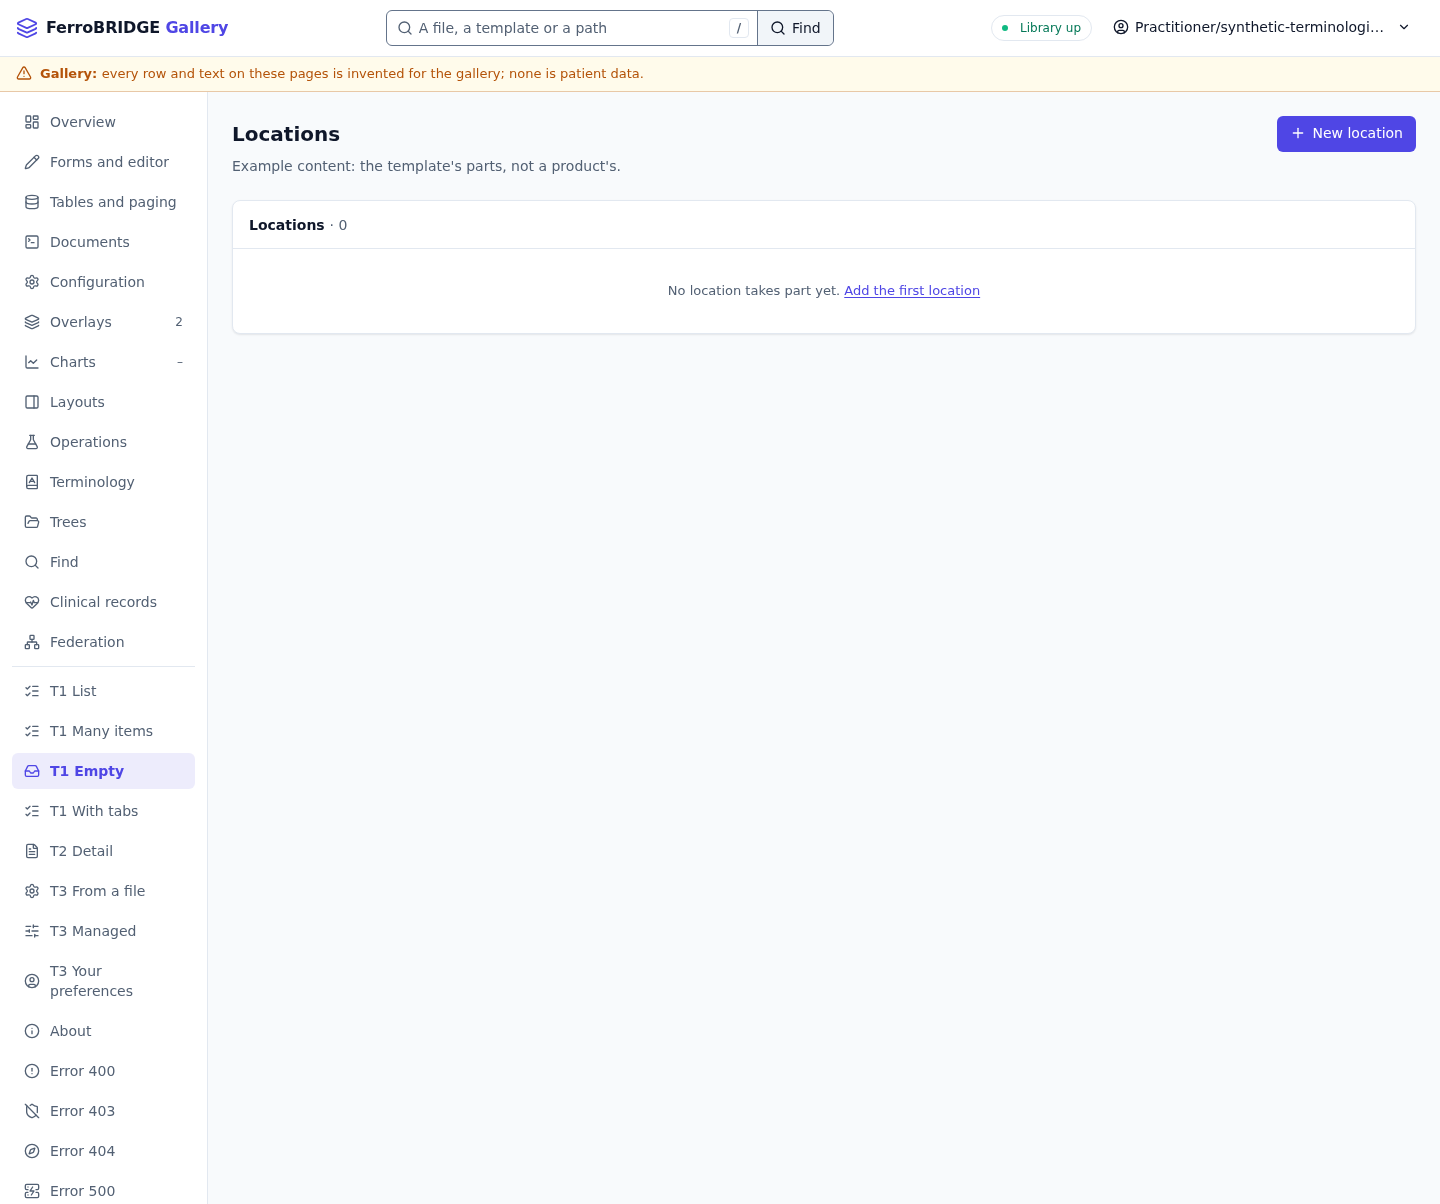 FerroBRIDGE Gallery
A file, a template or a path
/
Find
Library up
Practitioner/synthetic-terminologi…
Gallery: every row and text on these pages is invented for the gallery; none is patient data.
Overview
Forms and editor
Tables and paging
Documents
Configuration
Overlays 2
Charts –
Layouts
Operations
Terminology
Trees
Find
Clinical records
Federation
T1 List
T1 Many items
T1 Empty
T1 With tabs
T2 Detail
T3 From a file
T3 Managed
T3 Your
preferences
About
Error 400
Error 403
Error 404
Error 500
Locations
New location
Example content: the template's parts, not a product's.
Locations · 0
No location takes part yet. Add the first location